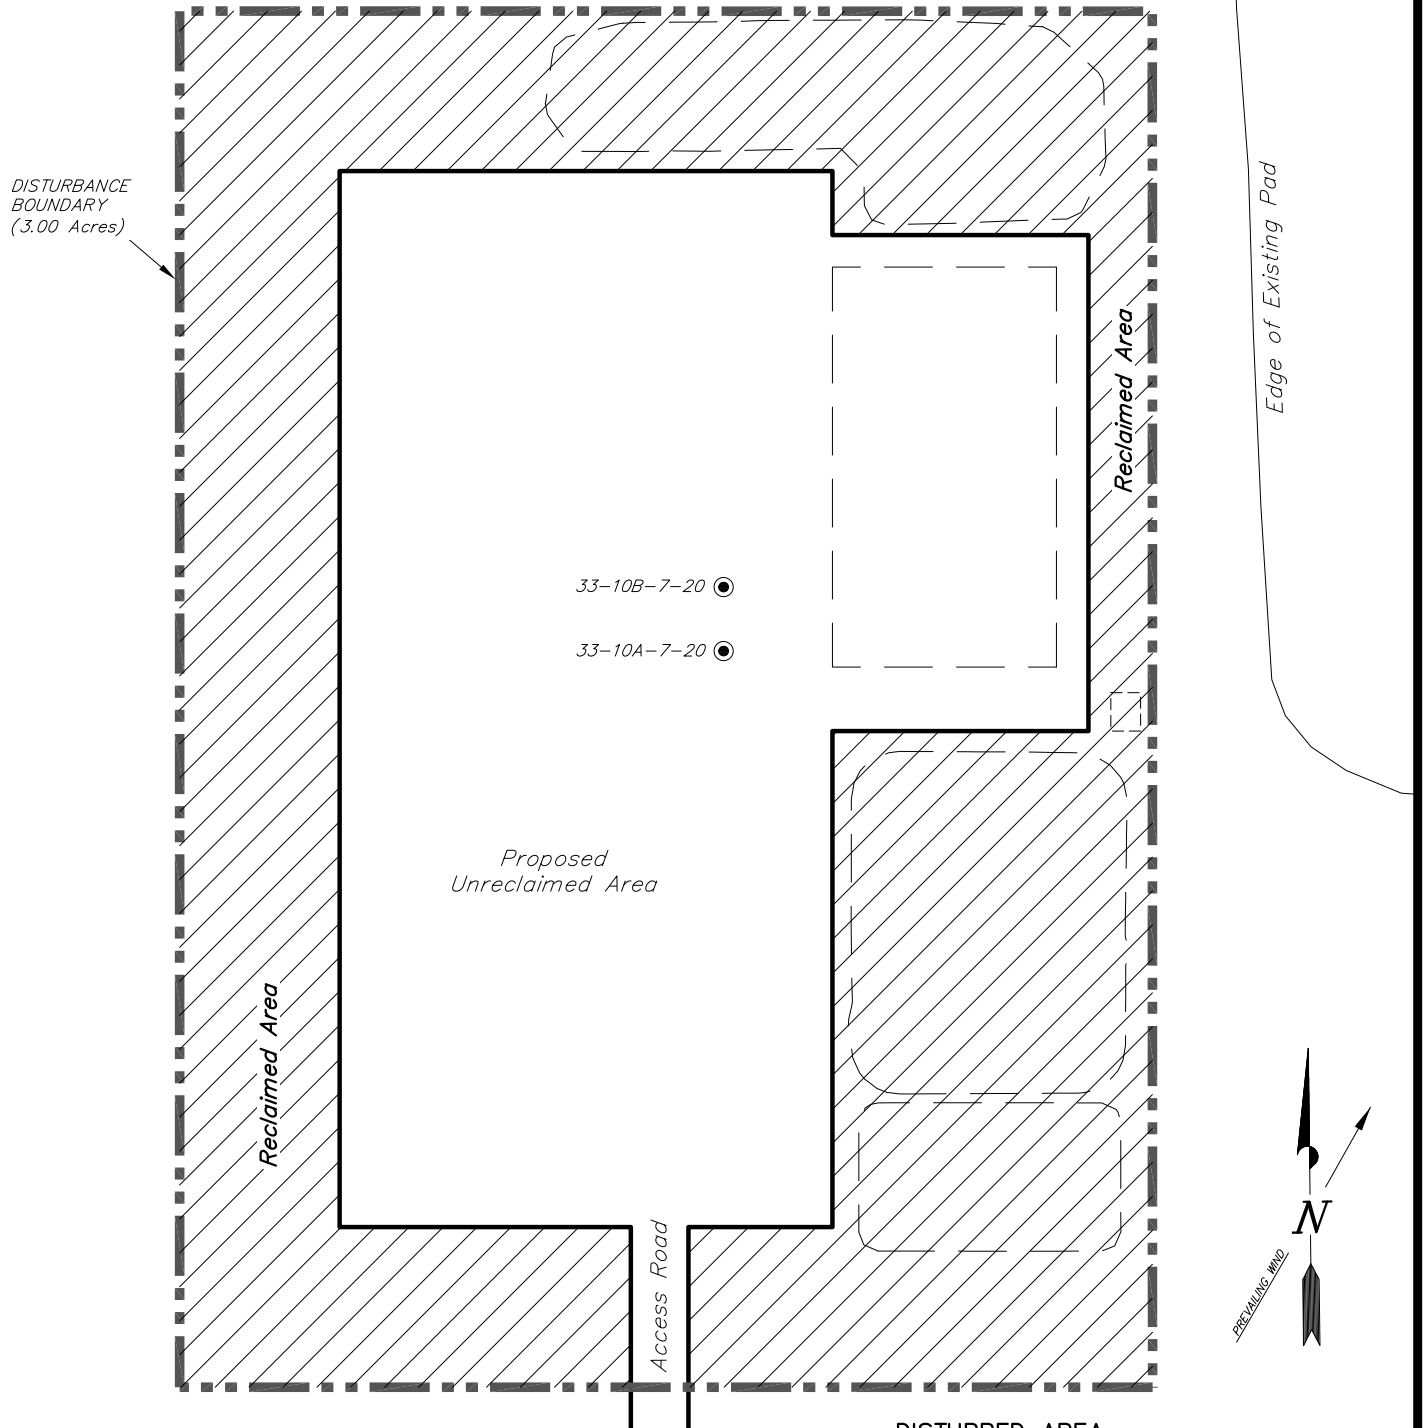 DISTURBANCE
BOUNDARY
(3.00 Acres)
Edge of Existing Pad
Reclaimed Area
33-10B-7-20
33-10A-7-20
Proposed
Unreclaimed Area
Reclaimed Area
Access Road
N
PREVAILING WIND
DISTURBED AREA